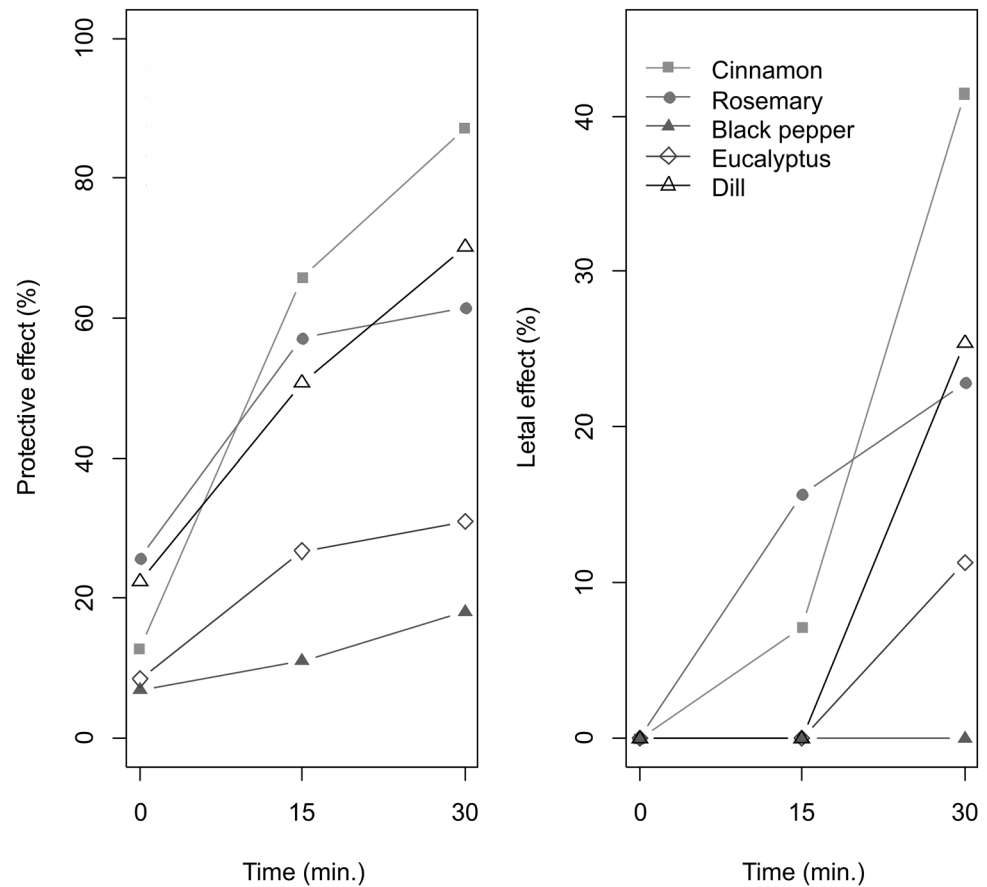 Protective effect (%)
100
80
60
40
20
0
0 15 30
Time (min.)
Letal effect (%)
40
30
20
10
0
Cinnamon
Rosemary
Black pepper
Eucalyptus
Dill
0 15 30
Time (min.)